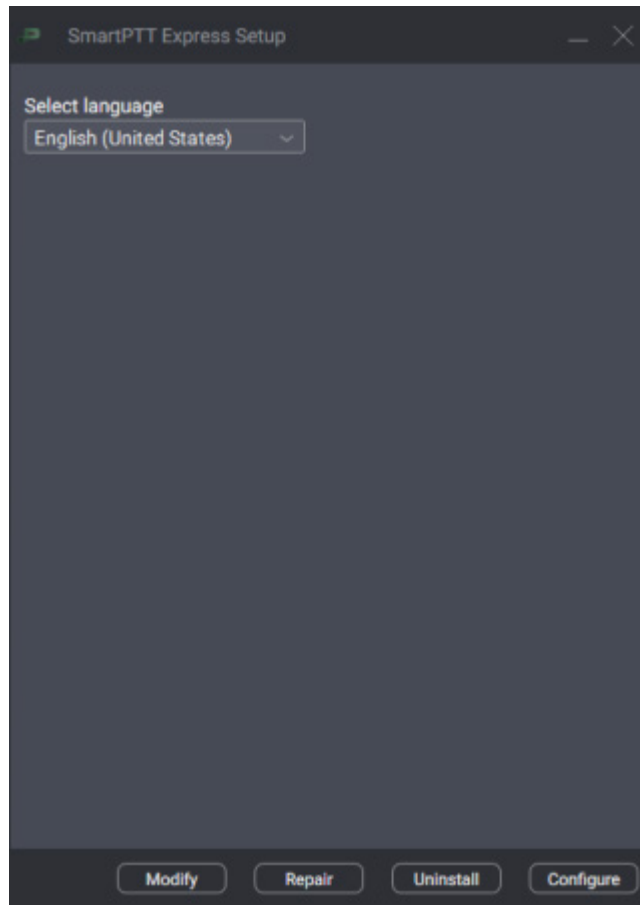 SmartPTT Express Setup
Select language
English (United States)
Modify Repair Uninstall Configure